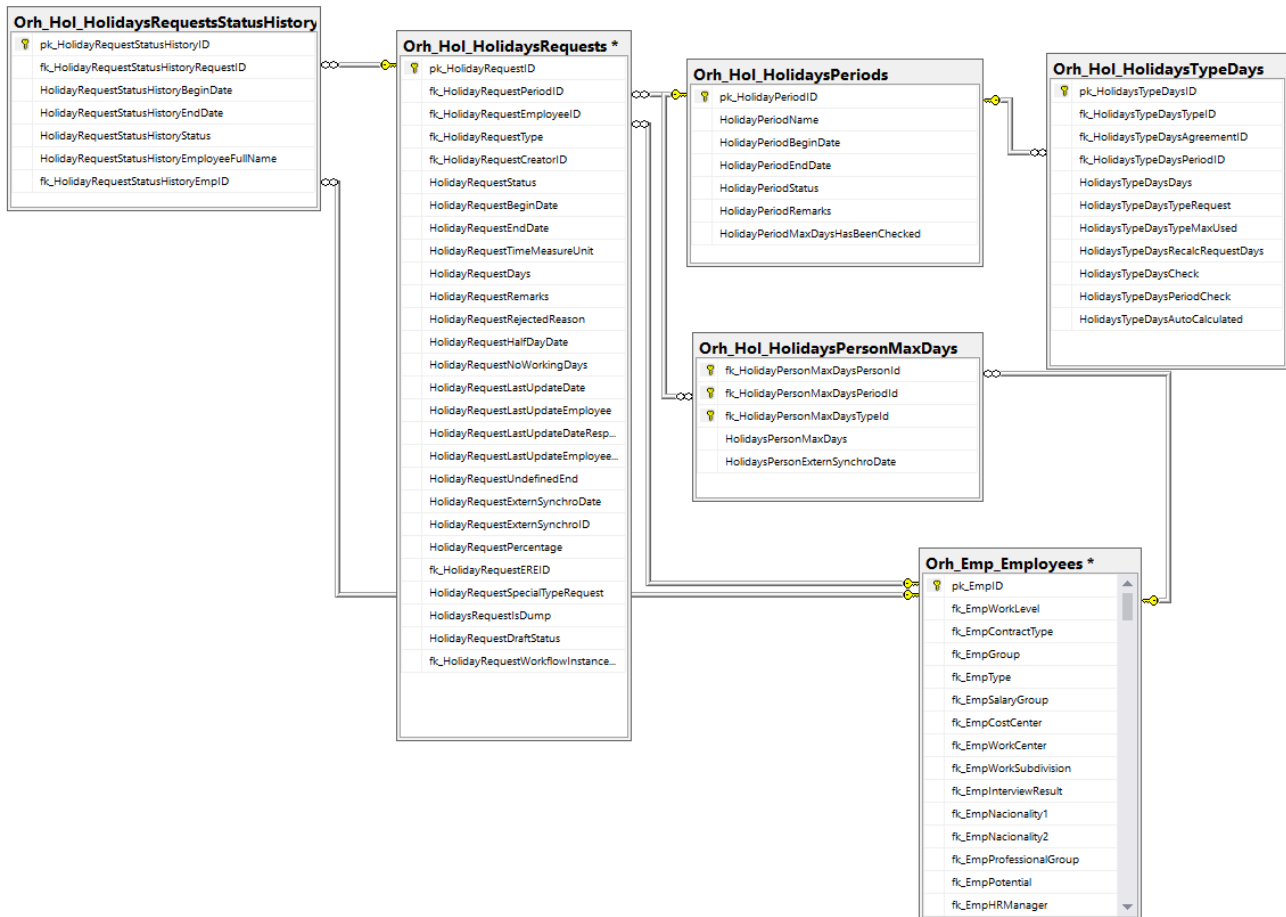 Orh_Hol_HolidaysRequestsStatusHistory
pk_HolidayRequestStatusHistoryID
fk_HolidayRequestStatusHistoryRequestID
HolidayRequestStatusHistoryBeginDate
HolidayRequestStatusHistoryEndDate
HolidayRequestStatusHistoryStatus
HolidayRequestStatusHistoryEmployeeFullName
fk_HolidayRequestStatusHistoryEmpID
Orh_Hol_HolidaysRequests *
pk_HolidayRequestID
fk_HolidayRequestPeriodID
fk_HolidayRequestEmployeeID
fk_HolidayRequestType
fk_HolidayRequestCreatorID
HolidayRequestStatus
HolidayRequestBeginDate
HolidayRequestEndDate
HolidayRequestTimeMeasureUnit
HolidayRequestDays
HolidayRequestRemarks
HolidayRequestRejectedReason
HolidayRequestHalfDayDate
HolidayRequestNoWorkingDays
HolidayRequestLastUpdateDate
HolidayRequestLastUpdateEmployee
HolidayRequestLastUpdateDateResp...
HolidayRequestLastUpdateEmployee...
HolidayRequestUndefinedEnd
HolidayRequestExternSynchroDate
HolidayRequestExternSynchroID
HolidayRequestPercentage
fk_HolidayRequestEREID
HolidayRequestSpecialTypeRequest
HolidaysRequestIsDump
HolidayRequestDraftStatus
fk_HolidayRequestWorkflowInstance...
Orh_Hol_HolidaysPeriods
pk_HolidayPeriodID
HolidayPeriodName
HolidayPeriodBeginDate
HolidayPeriodEndDate
HolidayPeriodStatus
HolidayPeriodRemarks
HolidayPeriodMaxDaysHasBeenChecked
Orh_Hol_HolidaysTypeDays
pk_HolidaysTypeDaysID
fk_HolidaysTypeDaysTypeID
fk_HolidaysTypeDaysAgreementID
fk_HolidaysTypeDaysPeriodID
HolidaysTypeDaysDays
HolidaysTypeDaysTypeRequest
HolidaysTypeDaysTypeMaxUsed
HolidaysTypeDaysRecalcRequestDays
HolidaysTypeDaysCheck
HolidaysTypeDaysPeriodCheck
HolidaysTypeDaysAutoCalculated
Orh_Hol_HolidaysPersonMaxDays
fk_HolidayPersonMaxDaysPersonId
fk_HolidayPersonMaxDaysPeriodId
fk_HolidayPersonMaxDaysTypeId
HolidaysPersonMaxDays
HolidaysPersonExternSynchroDate
Orh_Emp_Employees *
pk_EmpID
fk_EmpWorkLevel
fk_EmpContractType
fk_EmpGroup
fk_EmpType
fk_EmpSalaryGroup
fk_EmpCostCenter
fk_EmpWorkCenter
fk_EmpWorkSubdivision
fk_EmpInterviewResult
fk_EmpNacionality1
fk_EmpNacionality2
fk_EmpProfessionalGroup
fk_EmpPotential
fk_EmpHRManager